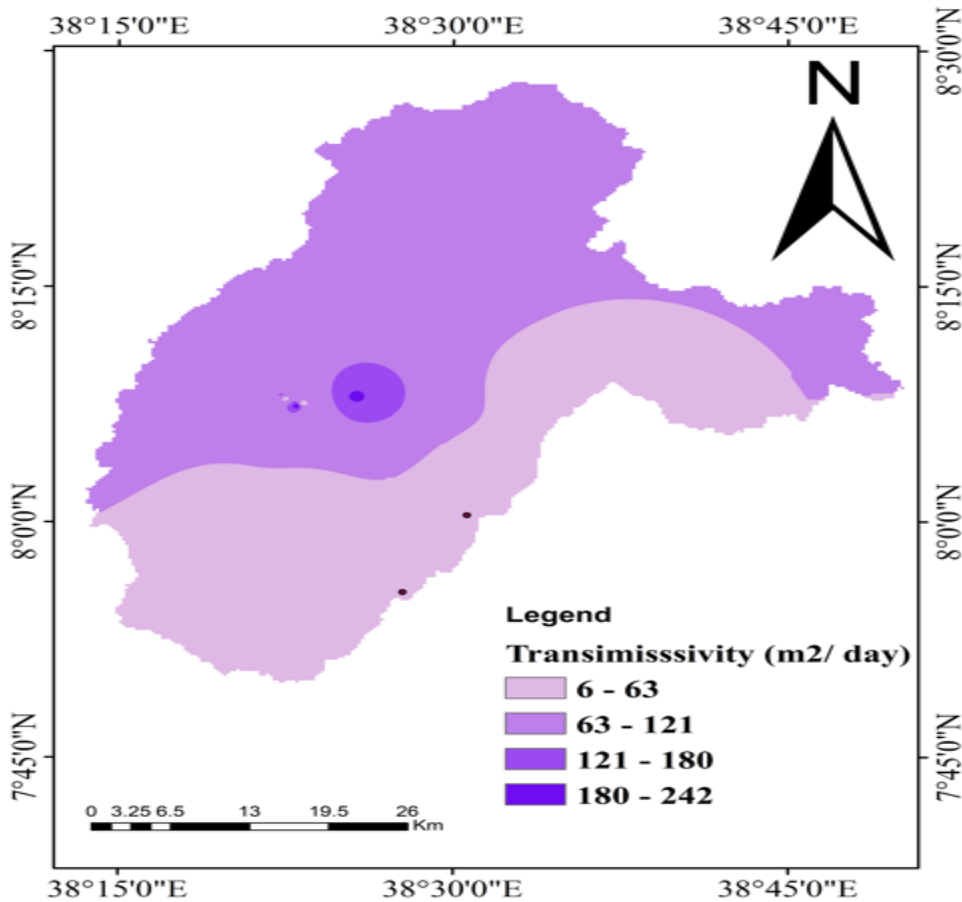 38°15'0"E 38°30'0"E 38°45'0"E
8°30'0"N
N
8°15'0"N 8°15'0"N
8°0'0"N 8°0'0"N
Legend
Transimisssivity (m2/ day)
6 - 63
63 - 121
121 - 180
180 - 242
7°45'0"N 7°45'0"N
0 3.25 6.5 13 19.5 26
Km
38°15'0"E 38°30'0"E 38°45'0"E